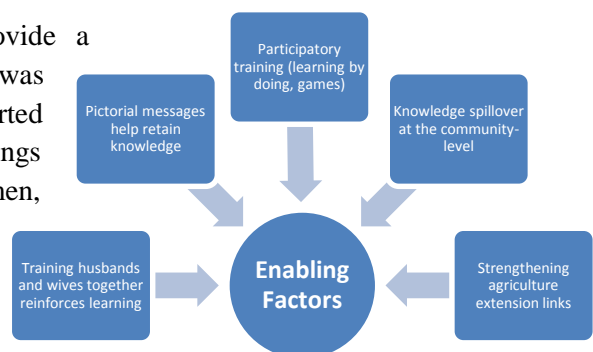 ovide a
was
rted
ngs
nen,
Participatory
training (learning by
doing, games)
Pictorial messages
help retain
knowledge
Knowledge spillover
at the community-
level
Training husbands
and wives together
reinforces learning
Enabling
Factors
Strengthening
agriculture
extension links